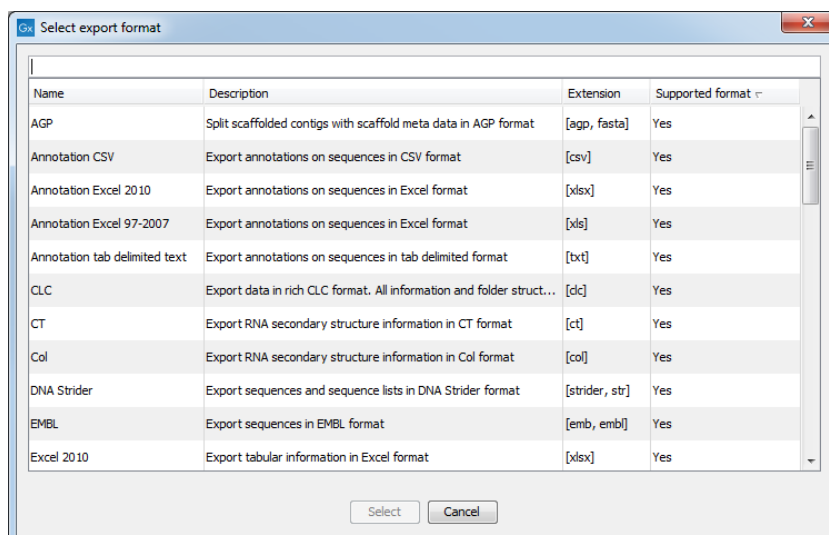 Gx Select export format
Name Description Extension Supported format
AGP Split scaffolded contigs with scaffold meta data in AGP format [agp, fasta] Yes
Annotation CSV Export annotations on sequences in CSV format [csv] Yes
Annotation Excel 2010 Export annotations on sequences in Excel format [xlsx] Yes
Annotation Excel 97-2007 Export annotations on sequences in Excel format [xls] Yes
Annotation tab delimited text Export annotations on sequences in tab delimited format [txt] Yes
CLC Export data in rich CLC format. All information and folder struct... [clc] Yes
CT Export RNA secondary structure information in CT format [ct] Yes
Col Export RNA secondary structure information in Col format [col] Yes
DNA Strider Export sequences and sequence lists in DNA Strider format [strider, str] Yes
EMBL Export sequences in EMBL format [emb, embl] Yes
Excel 2010 Export tabular information in Excel format [xlsx] Yes
Select Cancel